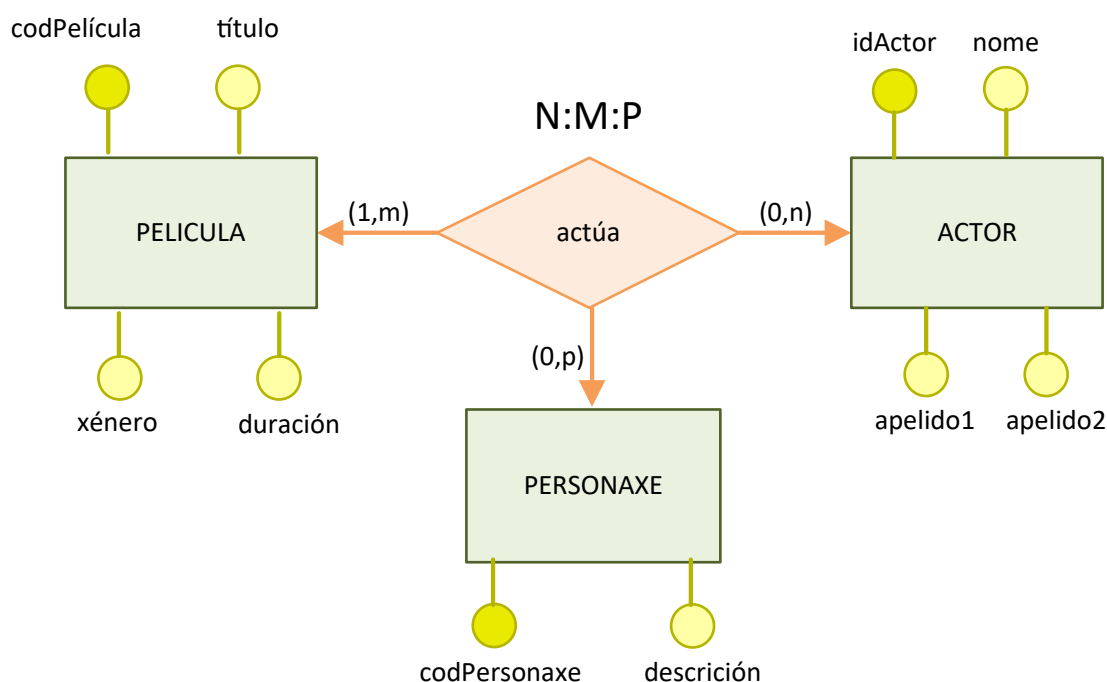 codPelícula
título
idActor
nome
N:M:P
PELICULA
(1,m)
actúa
(0,n)
ACTOR
(0,p)
xénero
duración
apelido1
apelido2
PERSONAXE
codPersonaxe
descrición